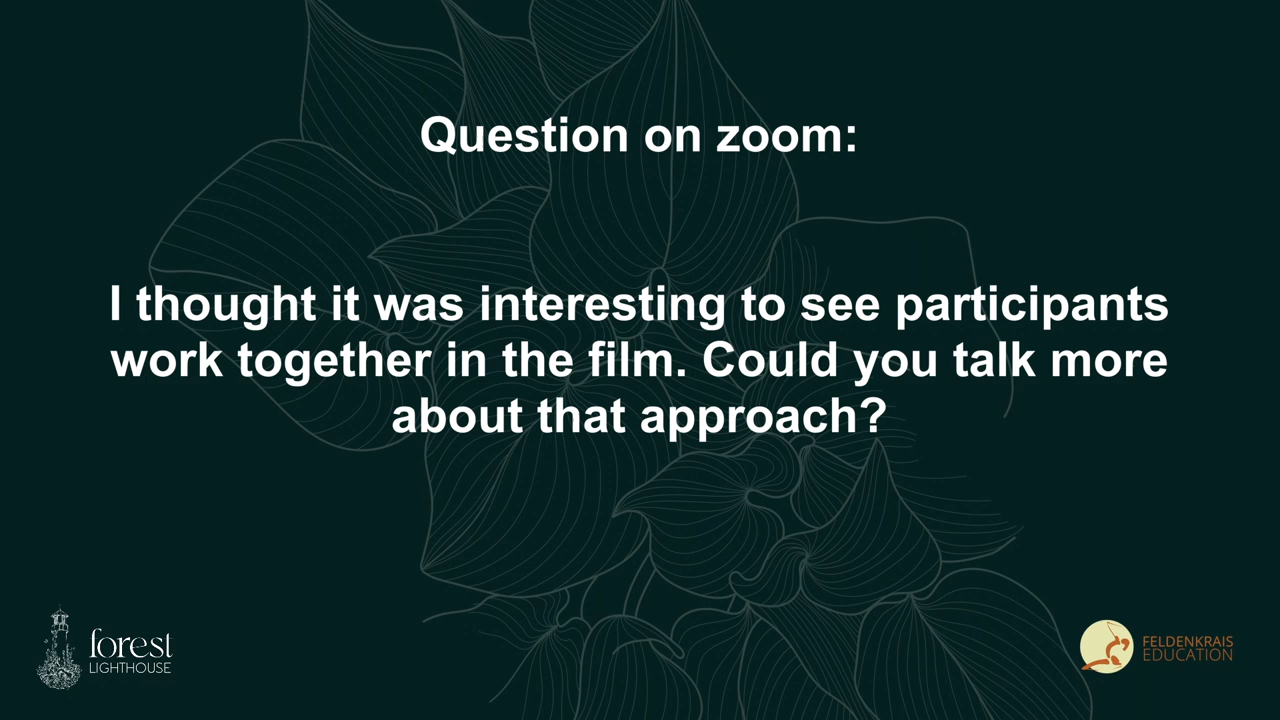 Question on zoom:
I thought it was interesting to see participants
work together in the film. Could you talk more
about that approach?
forest
LIGHTHOUSE
FELDENKRAIS
EDUCATION